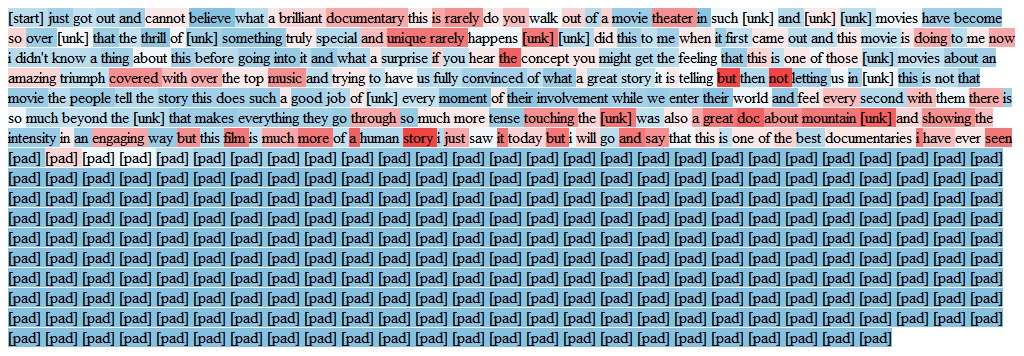 [start] just got out and cannot believe what a brilliant documentary this is rarely do you walk out of a movie theater in such [unk] and [unk] [unk] movies have become
so over [unk] that the thrill of [unk] something truly special and unique rarely happens [unk] [unk] did this to me when it first came out and this movie is doing to me now
i didn't know a thing about this before going into it and what a surprise if you hear the concept you might get the feeling that this is one of those [unk] movies about an
amazing triumph covered with over the top music and trying to have us fully convinced of what a great story it is telling but then not letting us in [unk] this is not that
movie the people tell the story this does such a good job of [unk] every moment of their involvement while we enter their world and feel every second with them there is
so much beyond the [unk] that makes everything they go through so much more tense touching the [unk] was also a great doc about mountain [unk] and showing the
intensity in an engaging way but this film is much more of a human story i just saw it today but i will go and say that this is one of the best documentaries i have ever seen
[pad] [pad] [pad] [pad] [pad] [pad] [pad] [pad] [pad] [pad] [pad] [pad] [pad] [pad] [pad] [pad] [pad] [pad] [pad] [pad] [pad] [pad] [pad] [pad] [pad] [pad] [pad]
[pad] [pad] [pad] [pad] [pad] [pad] [pad] [pad] [pad] [pad] [pad] [pad] [pad] [pad] [pad] [pad] [pad] [pad] [pad] [pad] [pad] [pad] [pad] [pad] [pad] [pad] [pad]
[pad] [pad] [pad] [pad] [pad] [pad] [pad] [pad] [pad] [pad] [pad] [pad] [pad] [pad] [pad] [pad] [pad] [pad] [pad] [pad] [pad] [pad] [pad] [pad] [pad] [pad] [pad]
[pad] [pad] [pad] [pad] [pad] [pad] [pad] [pad] [pad] [pad] [pad] [pad] [pad] [pad] [pad] [pad] [pad] [pad] [pad] [pad] [pad] [pad] [pad] [pad] [pad] [pad] [pad]
[pad] [pad] [pad] [pad] [pad] [pad] [pad] [pad] [pad] [pad] [pad] [pad] [pad] [pad] [pad] [pad] [pad] [pad] [pad] [pad] [pad] [pad] [pad] [pad] [pad] [pad] [pad]
[pad] [pad] [pad] [pad] [pad] [pad] [pad] [pad] [pad] [pad] [pad] [pad] [pad] [pad] [pad] [pad] [pad] [pad] [pad] [pad] [pad] [pad] [pad] [pad] [pad] [pad] [pad]
[pad] [pad] [pad] [pad] [pad] [pad] [pad] [pad] [pad] [pad] [pad] [pad] [pad] [pad] [pad] [pad] [pad] [pad] [pad] [pad] [pad] [pad] [pad] [pad] [pad] [pad] [pad]
[pad] [pad] [pad] [pad] [pad] [pad] [pad] [pad] [pad] [pad] [pad] [pad] [pad] [pad] [pad] [pad] [pad] [pad] [pad] [pad] [pad] [pad] [pad] [pad] [pad] [pad] [pad]
[pad] [pad] [pad] [pad] [pad] [pad] [pad] [pad] [pad] [pad] [pad] [pad] [pad] [pad] [pad] [pad] [pad] [pad] [pad] [pad] [pad] [pad] [pad] [pad] [pad] [pad] [pad]
[pad] [pad] [pad] [pad] [pad] [pad] [pad] [pad] [pad] [pad] [pad] [pad] [pad] [pad] [pad] [pad] [pad] [pad] [pad] [pad] [pad] [pad] [pad] [pad]